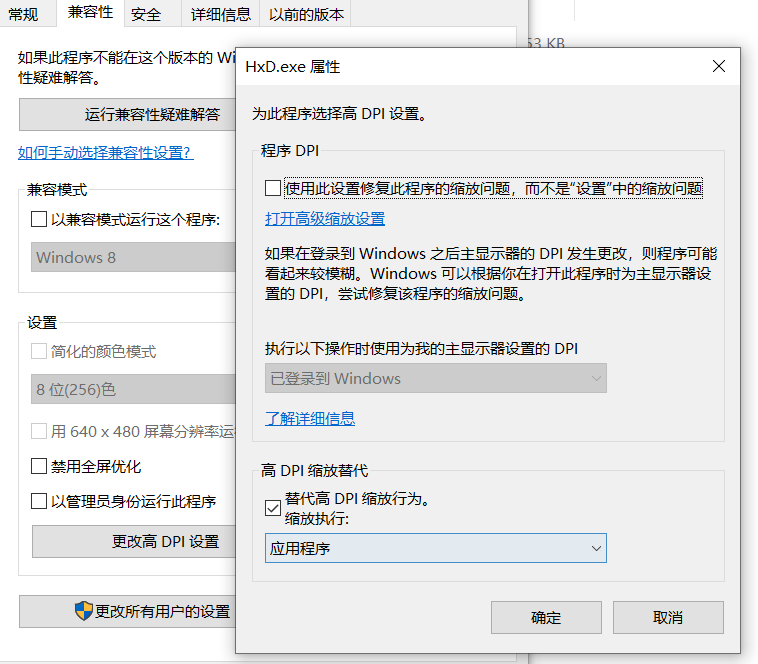 常规
兼容性
安全
详细信息
以前的版本
如果此程序不能在这个版本的 Wi
性疑难解答。
运行兼容性疑难解答
如何手动选择兼容性设置?
兼容模式
以兼容模式运行这个程序:
Windows 8
设置
简化的颜色模式
8 位(256)色
用 640 x 480 屏幕分辨率运
禁用全屏优化
以管理员身份运行此程序
更改高 DPI 设置
更改所有用户的设置
53 KB
HxD.exe 属性
为此程序选择高 DPI 设置。
程序 DPI
使用此设置修复此程序的缩放问题，而不是“设置”中的缩放问题
打开高级缩放设置
如果在登录到 Windows 之后主显示器的 DPI 发生更改，则程序可能
看起来较模糊。Windows 可以根据你在打开此程序时为主显示器设
置的 DPI，尝试修复该程序的缩放问题。
执行以下操作时使用为我的主显示器设置的 DPI
已登录到 Windows
了解详细信息
高 DPI 缩放替代
替代高 DPI 缩放行为。
缩放执行:
应用程序
确定
取消